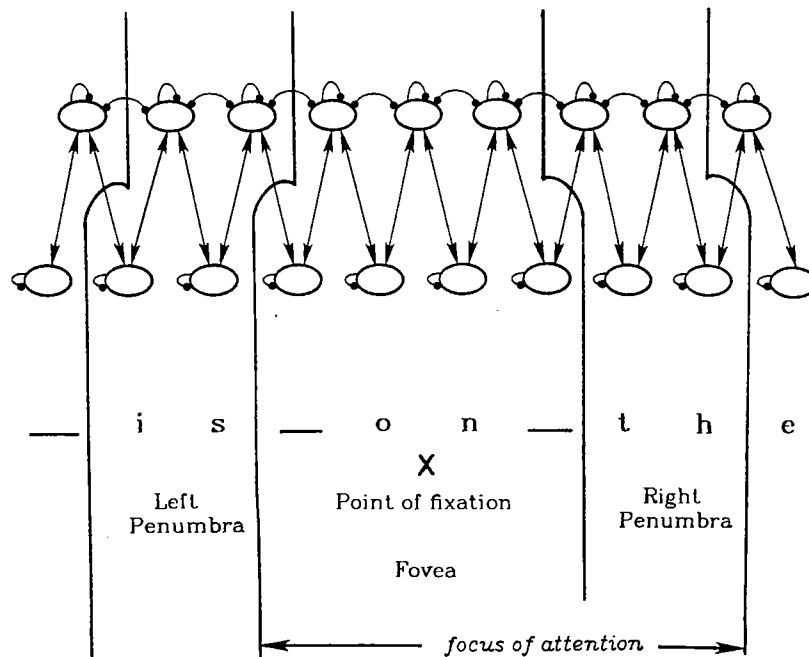 _ i s _ o n _ t h e
X
Left Penumbra
Point of fixation
Right Penumbra
Fovea
focus of attention